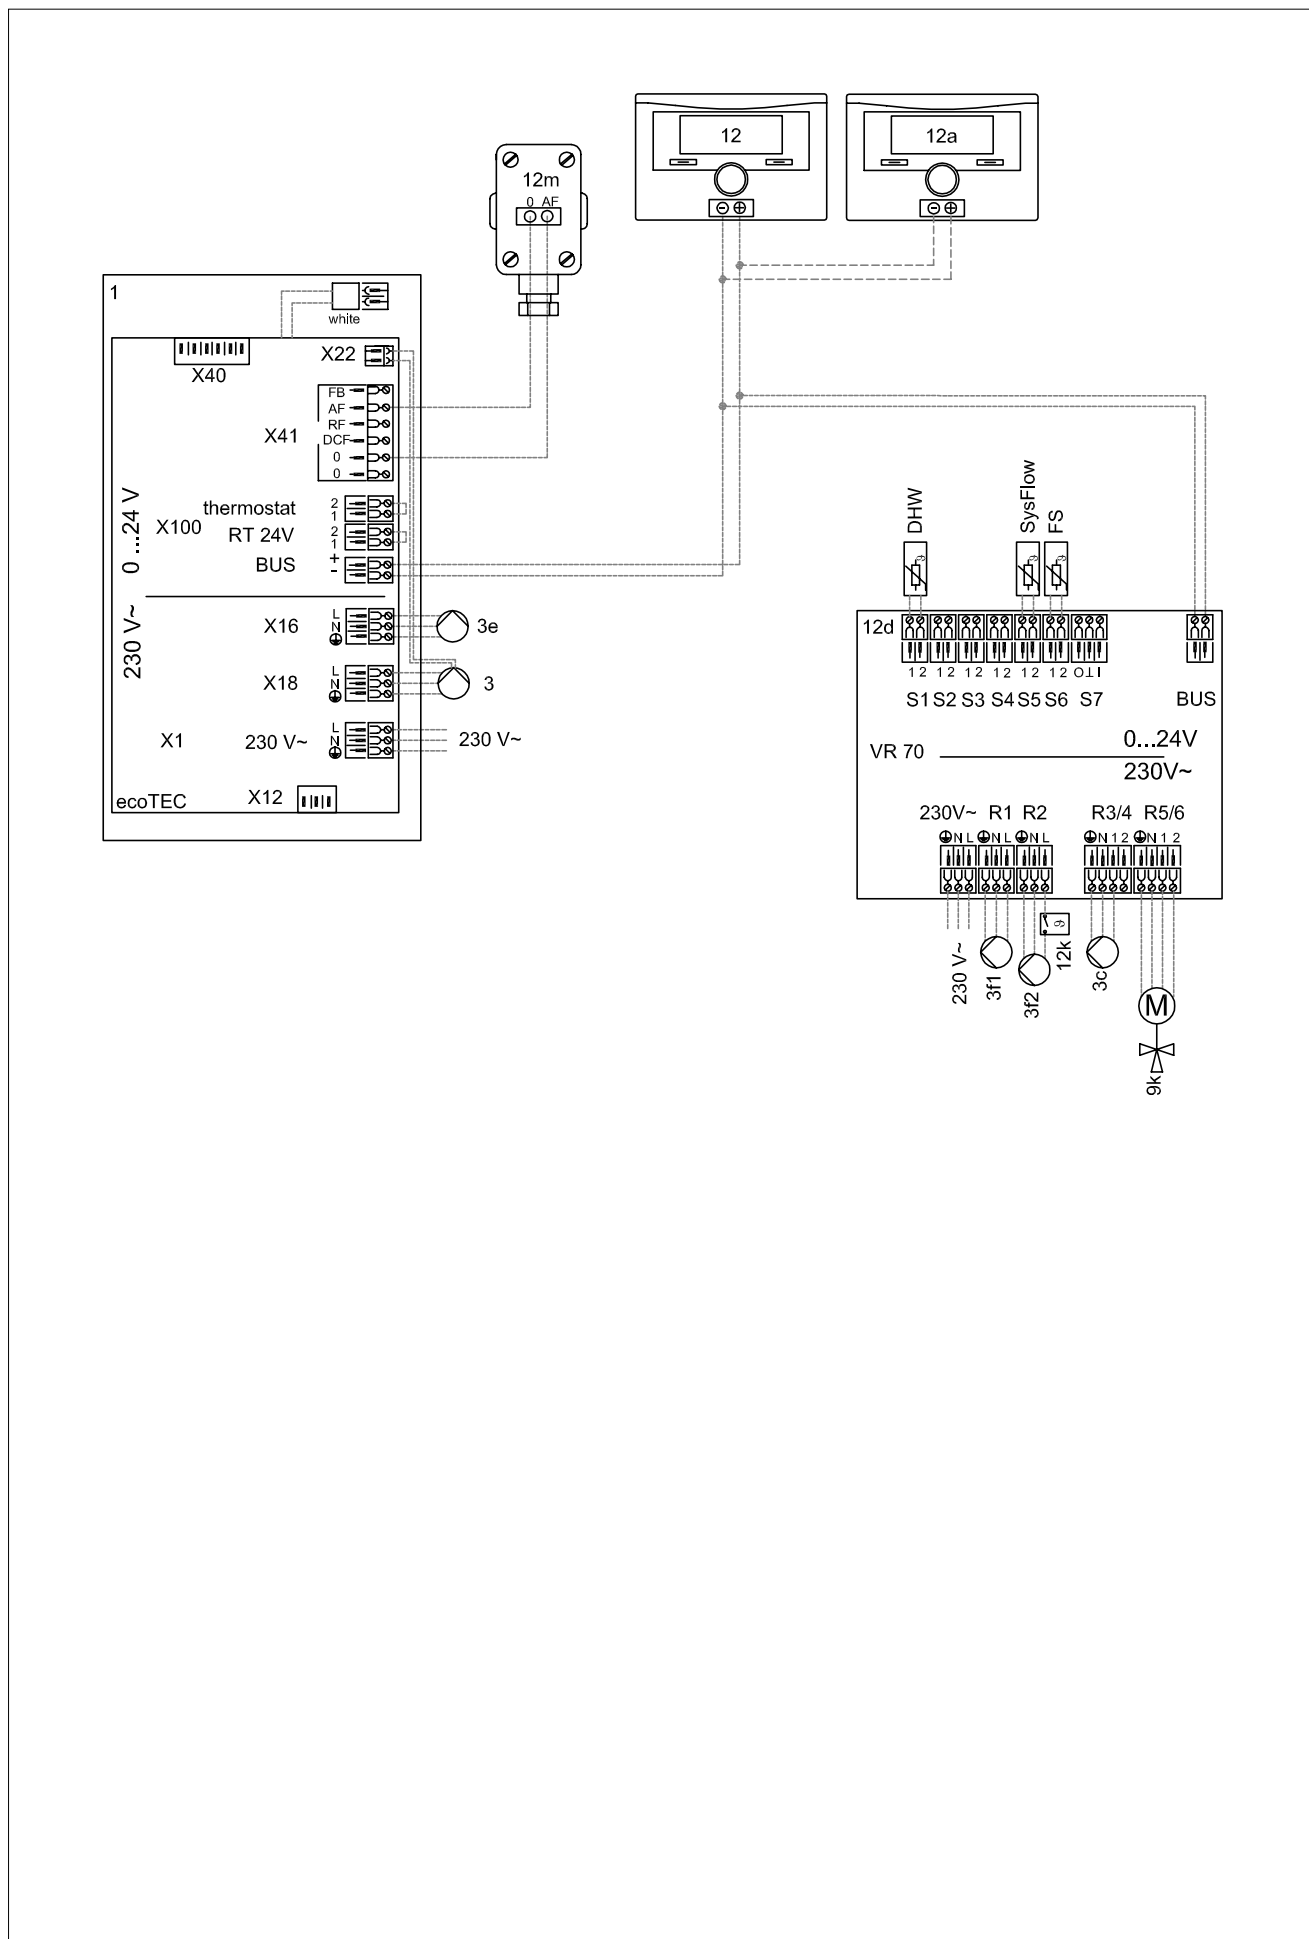 12
12a
12m
0 AF
1
white
X22
X40
FB
AF
RF
X41
DCF
0
0
thermostat
2
1
X100
RT 24V
2
1
BUS
+
-
0 ...24 V
230 V~
X16
L
N
3e
X18
L
N
3
X1
230 V~
L
N
230 V~
X12
ecoTEC
DHW
SysFlow
FS
12d
1 2
1 2
1 2
1 2
1 2
1 2
O T I
S1 S2 S3 S4 S5 S6 S7
BUS
VR 70
0...24V
230V~
230V~ R1 R2 R3/4 R5/6
N L
N L
N L
N 1 2
N 1 2
230 V~
3f1
3f2
12k
3c
M
9k